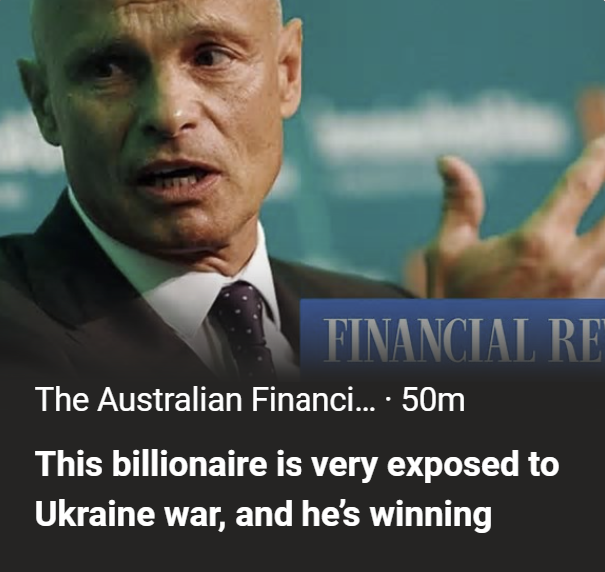 FINANCIAL RE
The Australian Financi... · 50m
This billionaire is very exposed to
Ukraine war, and he's winning